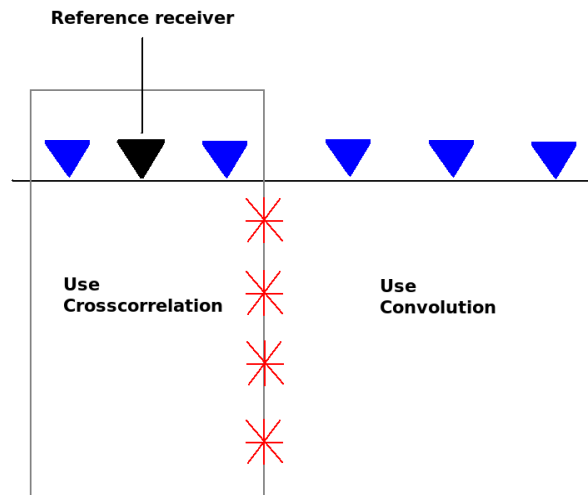 Reference receiver
Use
Crosscorrelation
Use
Convolution